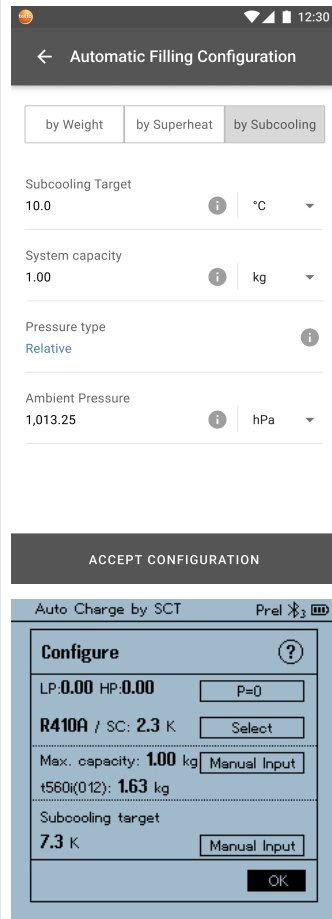 testo
12:30
Automatic Filling Configuration
by Weight
by Superheat
by Subcooling
Subcooling Target
10.0
i
°C
System capacity
1.00
i
kg
Pressure type
Relative
i
Ambient Pressure
1,013.25
i
hPa
ACCEPT CONFIGURATION
Auto Charge by SCT
Prel
3
Configure
?
LP:0.00 HP:0.00
P=0
R410A / SC: 2.3 K
Select
Max. capacity: 1.00 kg
Manual Input
t560i(012): 1.63 kg
Subcooling target
7.3 K
Manual Input
OK